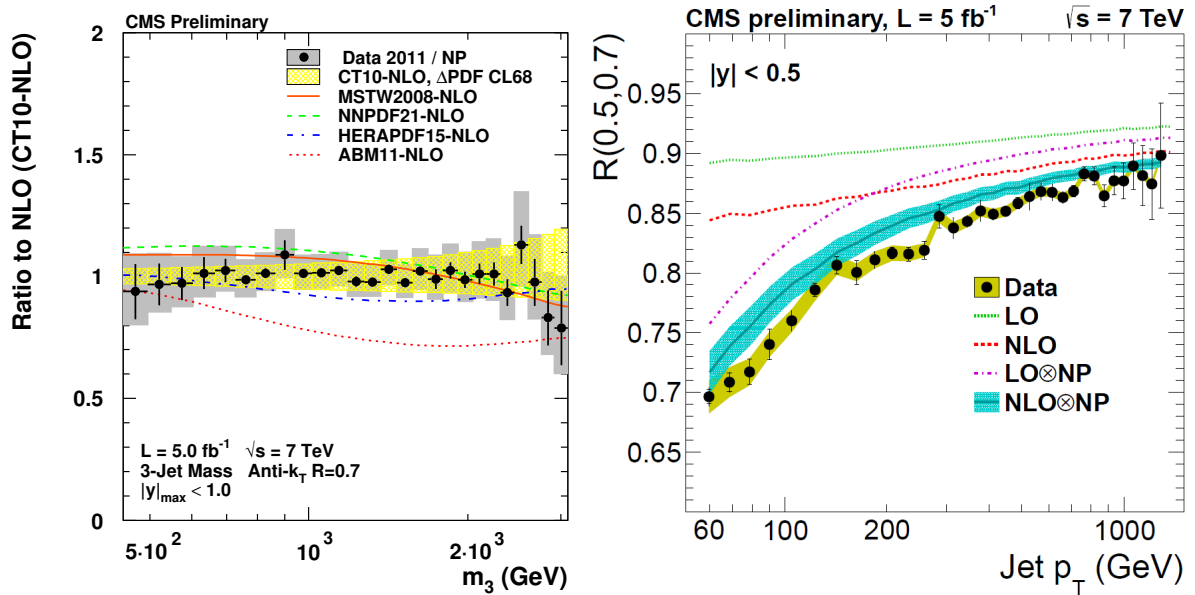 CMS Preliminary
Ratio to NLO (CT10-NLO)
2
1.5
1
0.5
0
Data 2011 / NP
CT10-NLO, ΔPDF CL68
MSTW2008-NLO
NNPDF21-NLO
HERAPDF15-NLO
ABM11-NLO
L = 5.0 fb⁻¹ √s = 7 TeV
3-Jet Mass Anti-k_T R=0.7
|y|_max < 1.0
5·10² 10³ 2·10³
m₃ (GeV)
CMS preliminary, L = 5 fb⁻¹ √s = 7 TeV
R(0.5,0.7)
|y| < 0.5
0.95
0.9
0.85
0.8
0.75
0.7
0.65
Data
LO
NLO
LO⊗NP
NLO⊗NP
60 100 200 1000
Jet p_T (GeV)